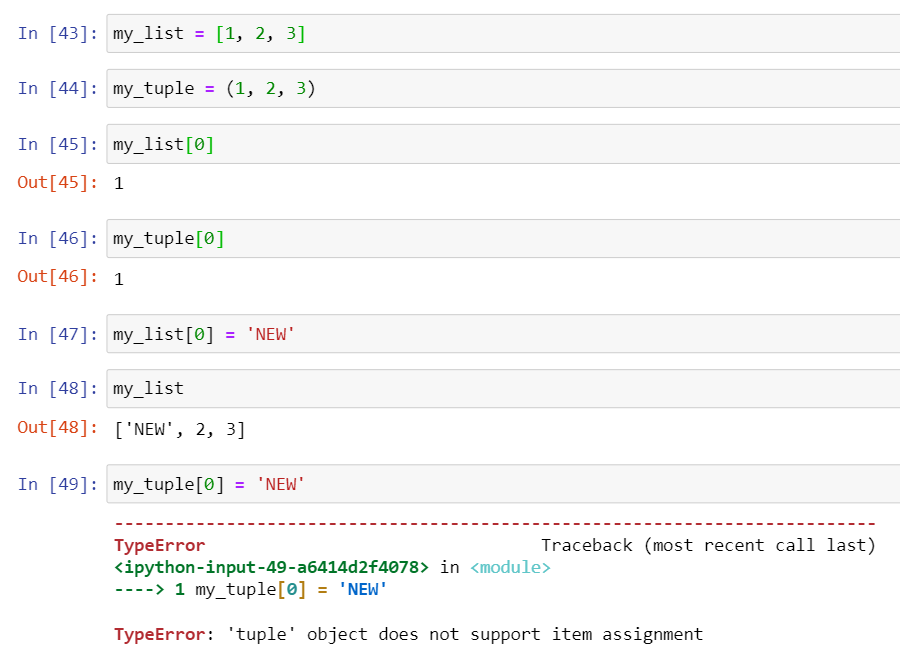 In [43]: my_list = [1, 2, 3]
In [44]: my_tuple = (1, 2, 3)
In [45]: my_list[0]
Out[45]: 1
In [46]: my_tuple[0]
Out[46]: 1
In [47]: my_list[0] = 'NEW'
In [48]: my_list
Out[48]: ['NEW', 2, 3]
In [49]: my_tuple[0] = 'NEW'
---------------------------------------------------------------------------
TypeError                                 Traceback (most recent call last)
<ipython-input-49-a6414d2f4078> in <module>
----> 1 my_tuple[0] = 'NEW'
TypeError: 'tuple' object does not support item assignment